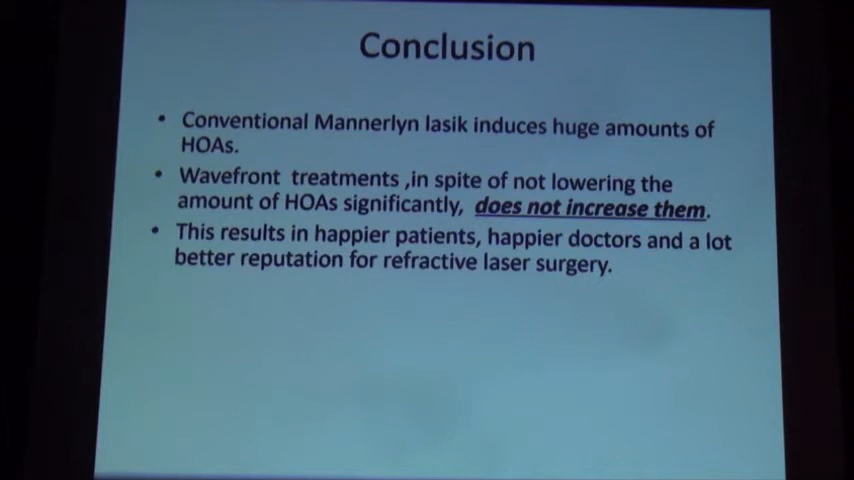 Conclusion
• Conventional Mannerlyn lasik induces huge amounts of
HOAs.
• Wavefront treatments ,in spite of not lowering the
amount of HOAs significantly, does not increase them.
• This results in happier patients, happier doctors and a lot
better reputation for refractive laser surgery.